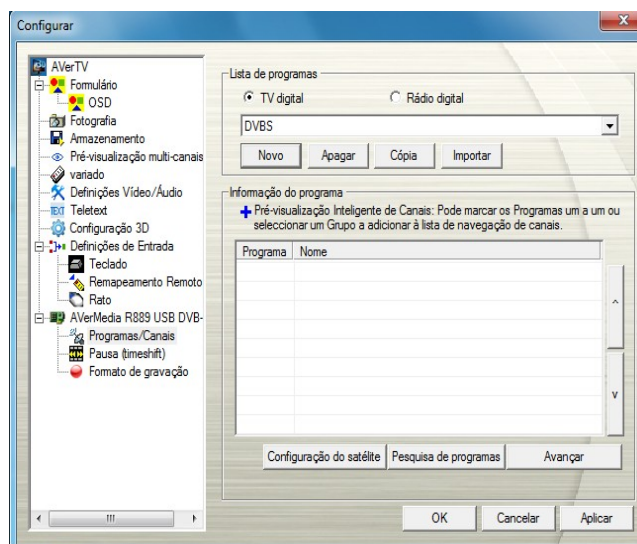 Configurar
AVerTV
Formulário
OSD
Fotografia
Armazenamento
Pré-visualização multi-canais
variado
Definições Vídeo/Áudio
TEXT Teletext
Configuração 3D
Definições de Entrada
Teclado
Remapeamento Remoto
Rato
AVerMedia R889 USB DVB-
Programas/Canais
Pausa (timeshift)
Formato de gravação
Lista de programas
TV digital Rádio digital
DVBS
Novo Apagar Cópia Importar
Informação do programa
Pré-visualização Inteligente de Canais: Pode marcar os Programas um a um ou
seleccionar um Grupo a adicionar à lista de navegação de canais.
Programa Nome
Configuração do satélite Pesquisa de programas Avançar
OK Cancelar Aplicar